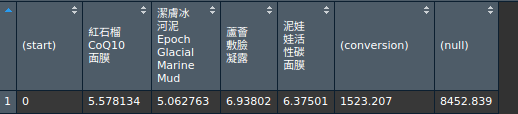 (start)
紅石榴
CoQ10
面膜
潔膚冰
河泥
Epoch
Glacial
Marine
Mud
蘆薈
敷臉
凝露
泥娃
娃活
性碳
面膜
(conversion)
(null)
1 0 5.578134 5.062763 6.93802 6.37501 1523.207 8452.839